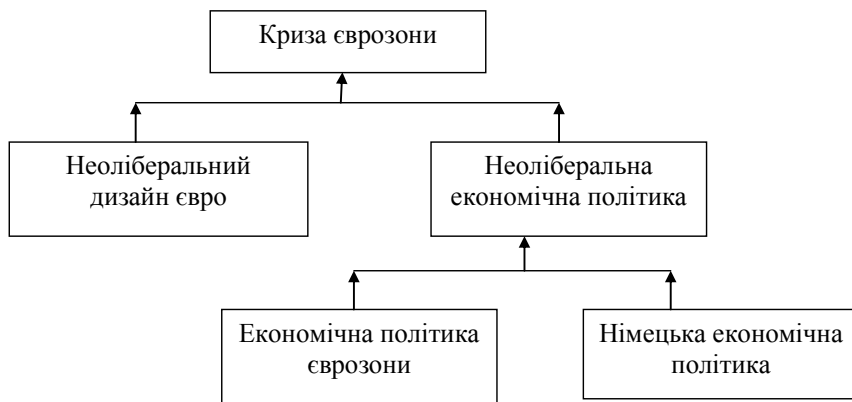 Криза єврозони
Неоліберальний
дизайн євро
Неоліберальна
економічна політика
Економічна політика
єврозони
Німецька економічна
політика